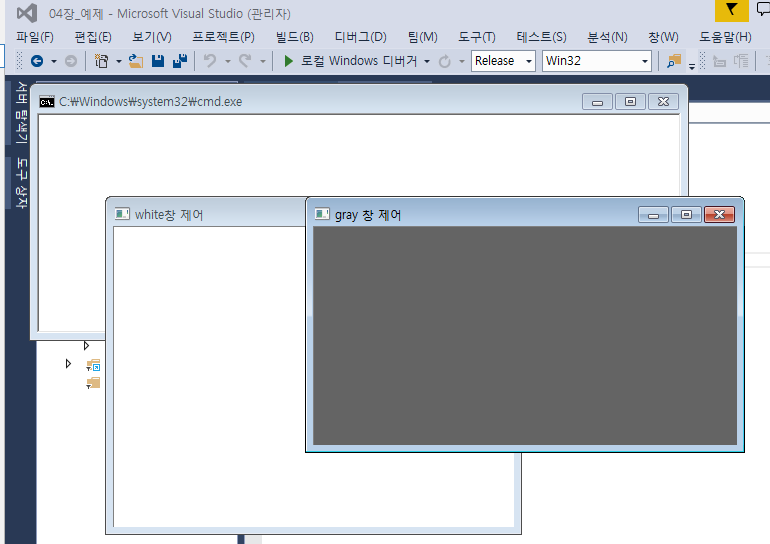 04장_예제 - Microsoft Visual Studio (관리자)
파일(F) 편집(E) 보기(V) 프로젝트(P) 빌드(B) 디버그(D) 팀(M) 도구(T) 테스트(S) 분석(N) 창(W) 도움말(H)
로컬 Windows 디버거 Release Win32
서버 탐색기
도구 상자
C:₩Windows₩system32₩cmd.exe
white창 제어
gray 창 제어